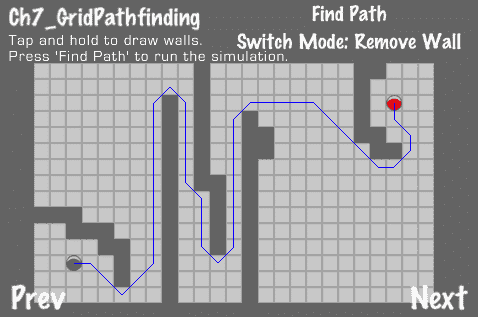 Ch7_GridPathfinding
Find Path
Tap and hold to draw walls.
Switch Mode: Remove Wall
Press 'Find Path' to run the simulation.
Prev
Next